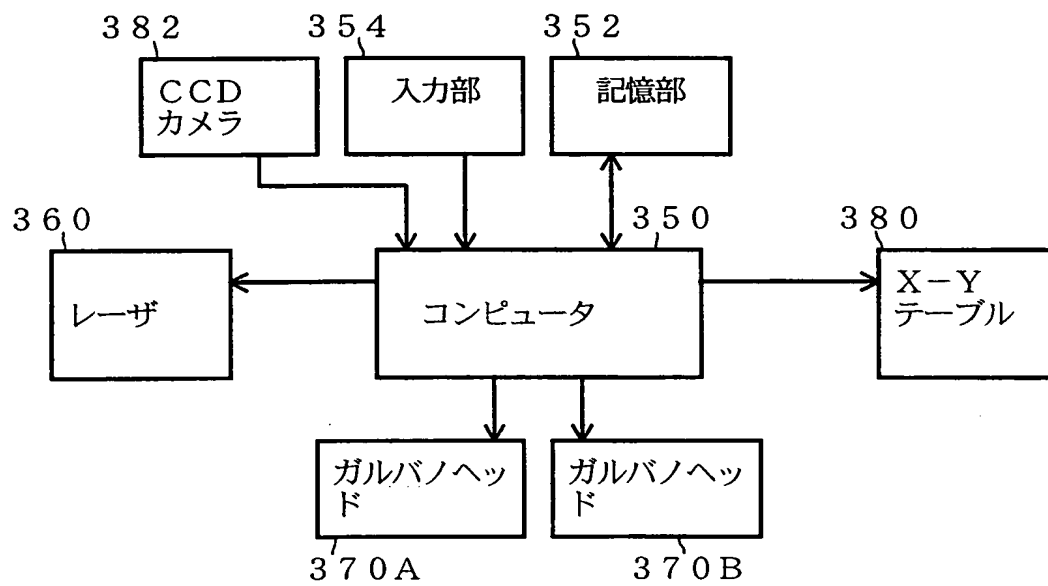 ３８２
３５４
３５２
ＣＣＤ
カメラ
入力部
記憶部
３６０
３５０
３８０
レーザ
コンピュータ
Ｘ－Ｙ
テーブル
ガルバノヘッ
ド
ガルバノヘッ
ド
３７０Ａ
３７０Ｂ